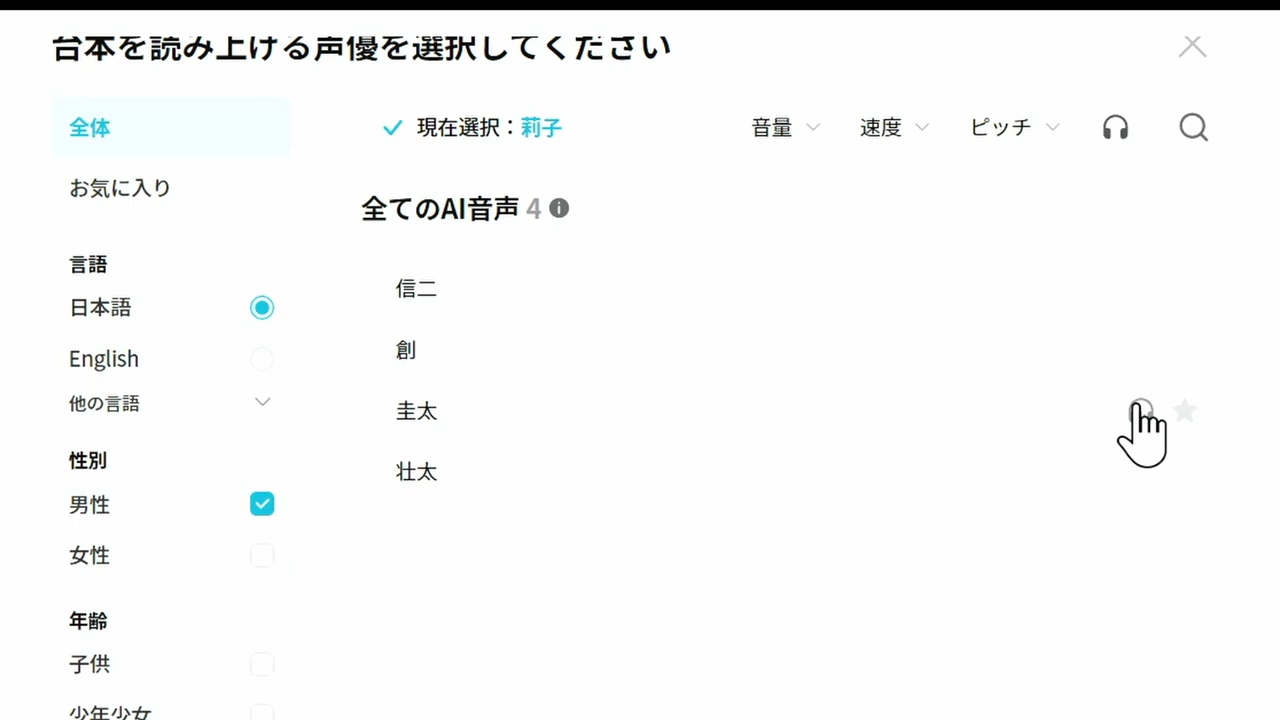 台本を読み上げる声優を選択してください
全体
お気に入り
言語
日本語
English
他の言語
性別
男性
女性
年齢
子供
少年少女
現在選択：莉子
音量
速度
ピッチ
全てのAI音声 4
信二
創
圭太
壮太